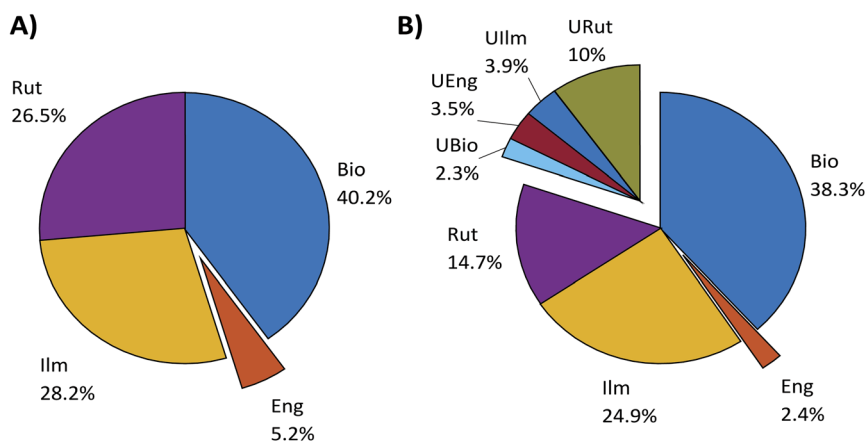 A)
Rut
26.5%
Bio
40.2%
Ilm
28.2%
Eng
5.2%
B)
UIlm
3.9%
URut
10%
UEng
3.5%
UBio
2.3%
Bio
38.3%
Rut
14.7%
Ilm
24.9%
Eng
2.4%